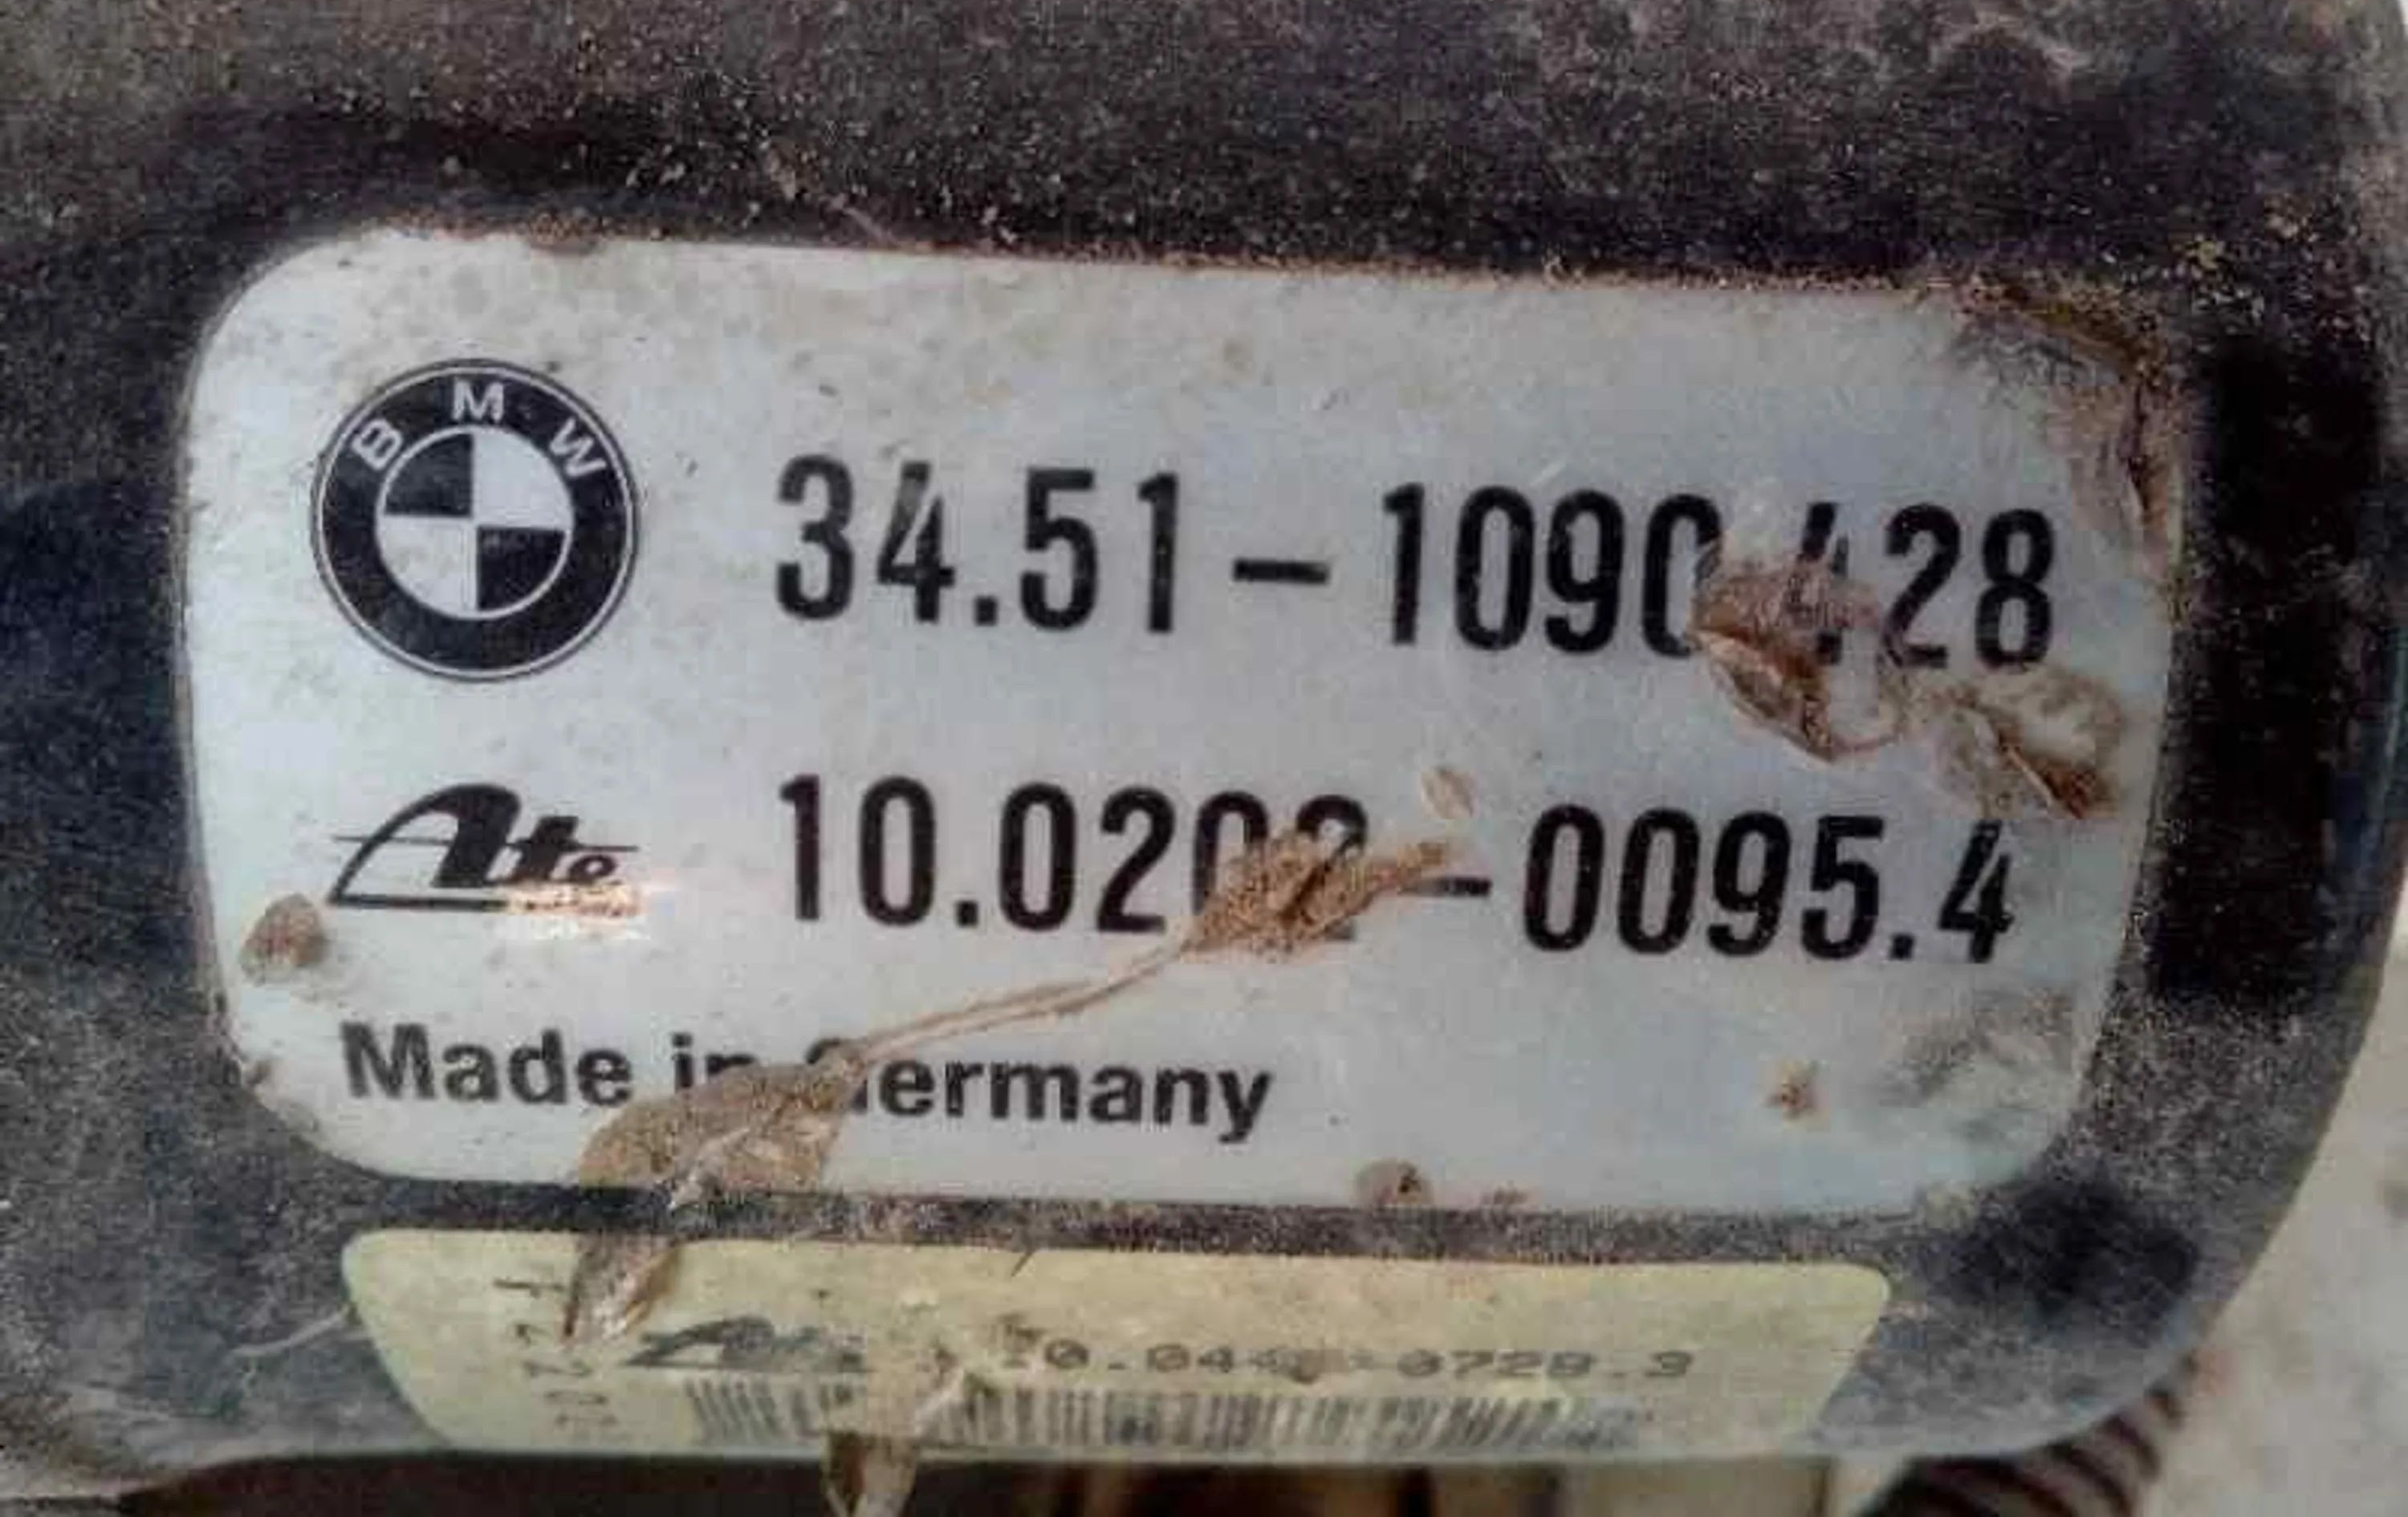 BMW 34.51-1090428
Ate 10.0202-0095.4
Made in Germany